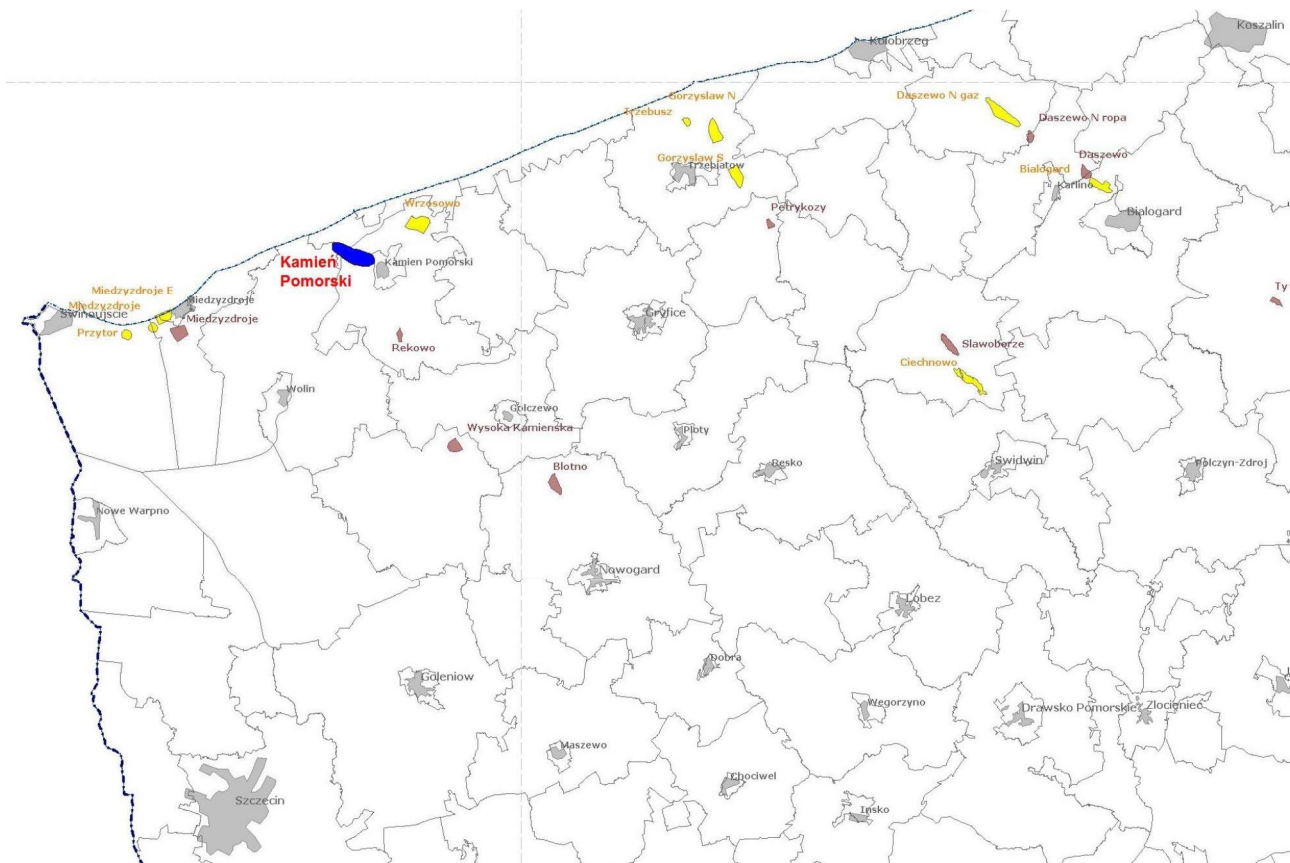 Koszalin
Kolobrzeg
Gorzyslaw N
Daszewo N gaz
Trzebusz
Daszewo N ropa
Gorzyslaw S
Trzebiatow
Daszewo
Bialogard
Karlino
Wrzosowo
Petrykozy
Bialogard
Kamień
Pomorski
Kamien Pomorski
Miedzyzdroje E
Miedzyzdroje
Miedzyzdroje
Swinoujscie
Miedzyzdroje
Przytor
Gryfice
Rekowo
Slawoborze
Ciechnowo
Wolin
Golczewo
Wysoka Kamienska
Ploty
Blotno
Resko
Swidwin
Polczyn-Zdroj
Nowe Warpno
Nowogard
Lobez
Dobra
Goleniow
Wegorzyno
Drawsko Pomorskie
Zlocieniec
Maszewo
Chociwel
Szczecin
Insko